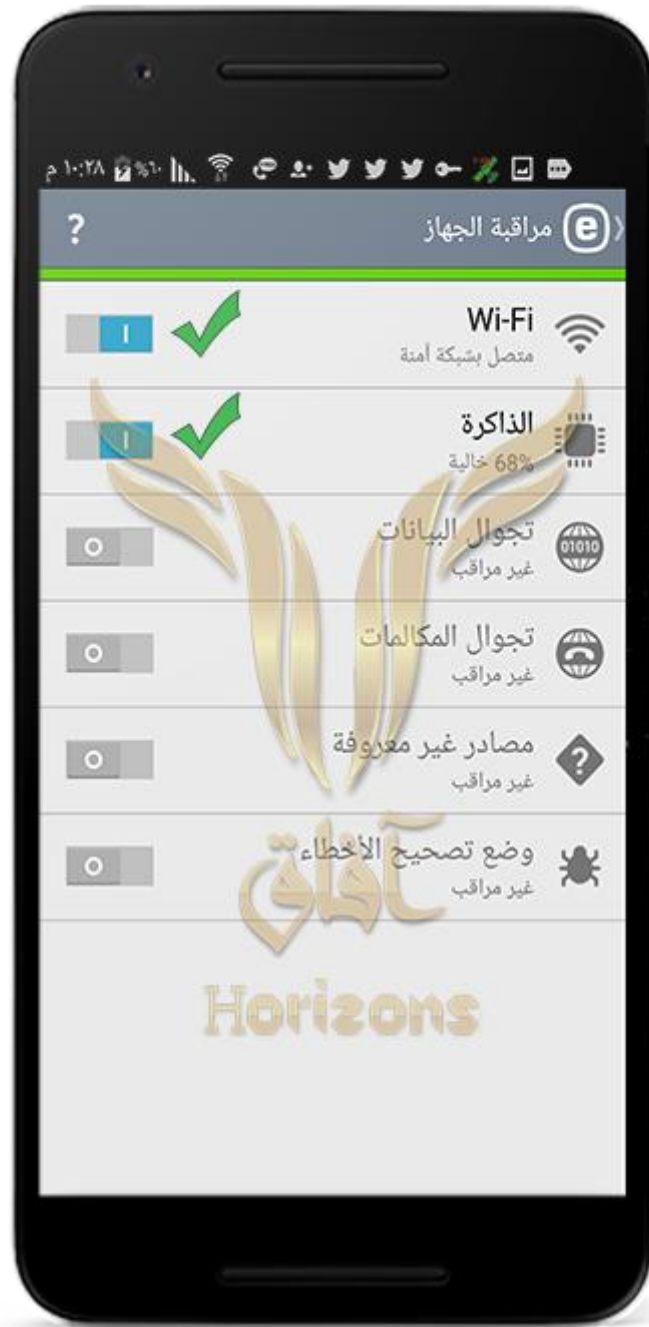 ١٠:٢٨ م ٦٠%
مراقبة الجهاز
?
Wi-Fi
متصل بشبكة آمنة
الذاكرة
68% خالية
تجوال البيانات
غير مراقب
تجوال المكالمات
غير مراقب
مصادر غير معروفة
غير مراقب
وضع تصحيح الأخطاء
غير مراقب
آفاق
Horizons